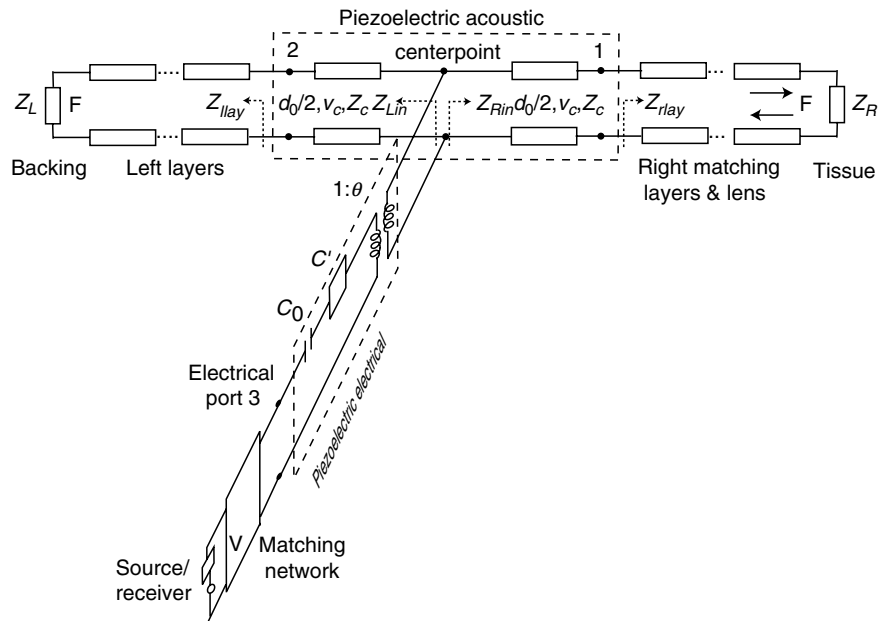 Piezoelectric acoustic
2
centerpoint
1
Z_L
F
Z_llay
d_0/2, v_c, Z_c
Z_Lin
Z_Rin
d_0/2, v_c, Z_c
Z_rlay
F
Z_R
Backing
Left layers
Right matching
layers & lens
Tissue
1:θ
C'
C_0
Electrical
port 3
Piezoelectric electrical
V
Matching
network
Source/
receiver